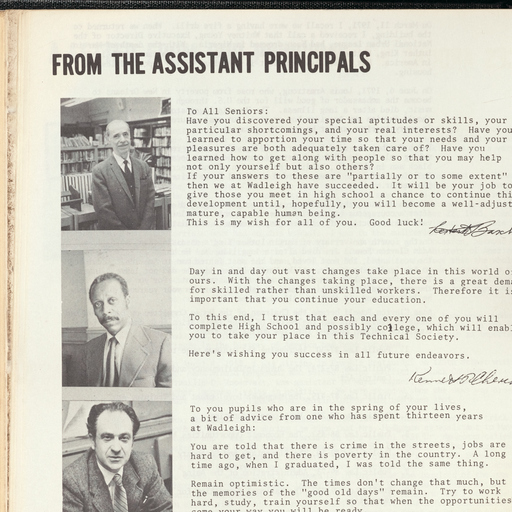 FROM THE ASSISTANT PRINCIPALS
To All Seniors:
Have you discovered your special aptitudes or skills, your
particular shortcomings, and your real interests? Have you
learned to apportion your time so that your needs and your
pleasures are both adequately taken care of? Have you
learned how to get along with people so that you may help
not only yourself but also others?
If your answers to these are "partially or to some extent"
then we at Wadleigh have succeeded. It will be your job to
give those you meet in high school a chance to continue thi
development until, hopefully, you will become a well-adjust
mature, capable human being.
This is my wish for all of you. Good luck!
Day in and day out vast changes take place in this world o
ours. With the changes taking place, there is a great dema
for skilled rather than unskilled workers. Therefore it is
important that you continue your education.
To this end, I trust that each and every one of you will
complete High School and possibly college, which will enabl
you to take your place in this Technical Society.
Here's wishing you success in all future endeavors.
To you pupils who are in the spring of your lives,
a bit of advice from one who has spent thirteen years
at Wadleigh:
You are told that there is crime in the streets, jobs are
hard to get, and there is poverty in the country. A long
time ago, when I graduated, I was told the same thing.
Remain optimistic. The times don't change that much, but
the memories of the "good old days" remain. Try to work
hard, study, train yourself so that when the opportunities
some your way you will be ready.